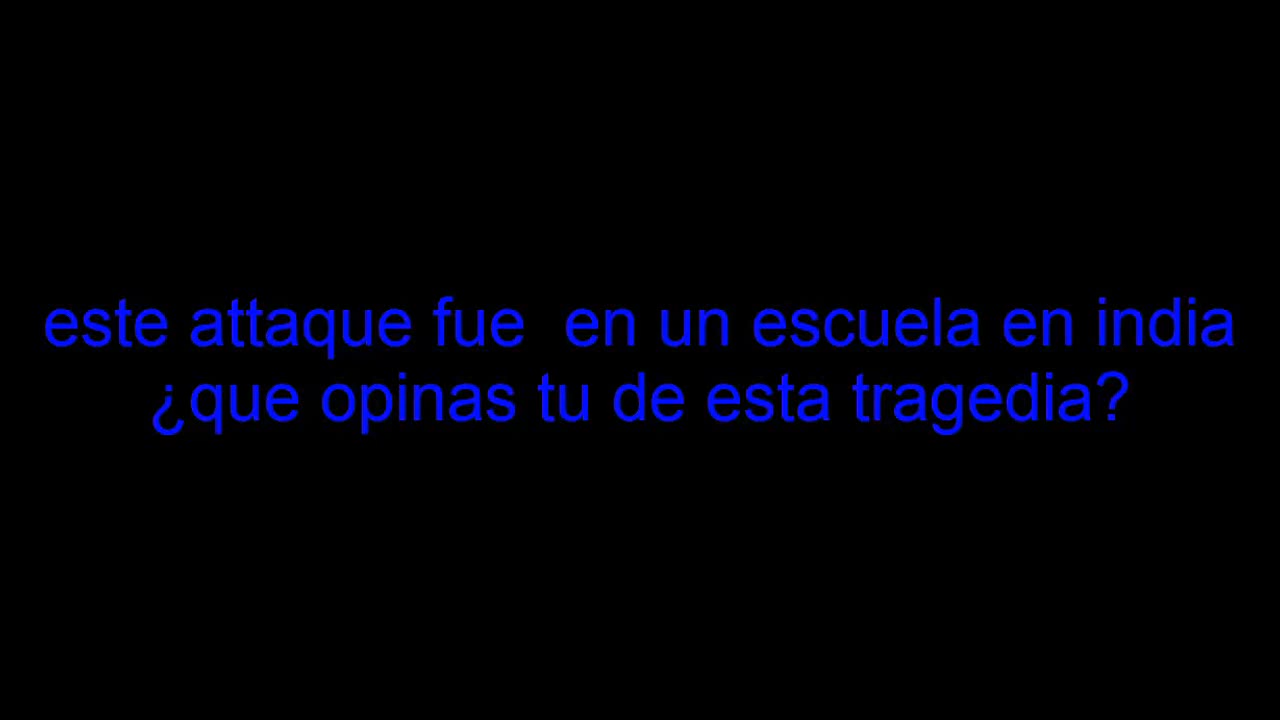 este attaque fue  en un escuela en india
¿que opinas tu de esta tragedia?